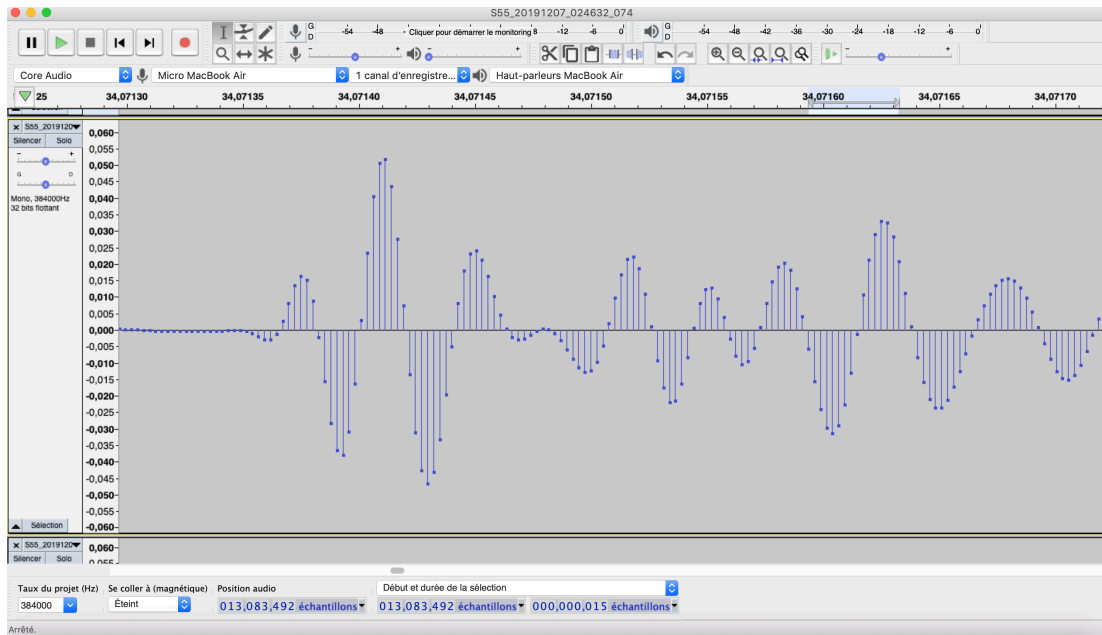 S55_20191207_024632_074
G D -54 -48 - Cliquer pour démarrer le monitoring 8 -12 -6 0
G D -54 -48 -42 -36 -30 -24 -18 -12 -6 0
Core Audio Micro MacBook Air 1 canal d'enregistre... Haut-parleurs MacBook Air
25 34,07130 34,07135 34,07140 34,07145 34,07150 34,07155 34,07160 34,07165 34,07170
× S55_2019120
Silencer Solo
- +
G D
Mono, 384000Hz
32 bits flottant
0,060
0,055
0,050
0,045
0,040
0,035
0,030
0,025
0,020
0,015
0,010
0,005
0,000
-0,005
-0,010
-0,015
-0,020
-0,025
-0,030
-0,035
-0,040
-0,045
-0,050
-0,055
-0,060
Sélection
× S55_2019120 0,060
Silencer Solo
Taux du projet (Hz) Se coller à (magnétique) Position audio Début et durée de la sélection
384000 Éteint 013,083,492 échantillons 013,083,492 échantillons 000,000,015 échantillons
Arrêté.